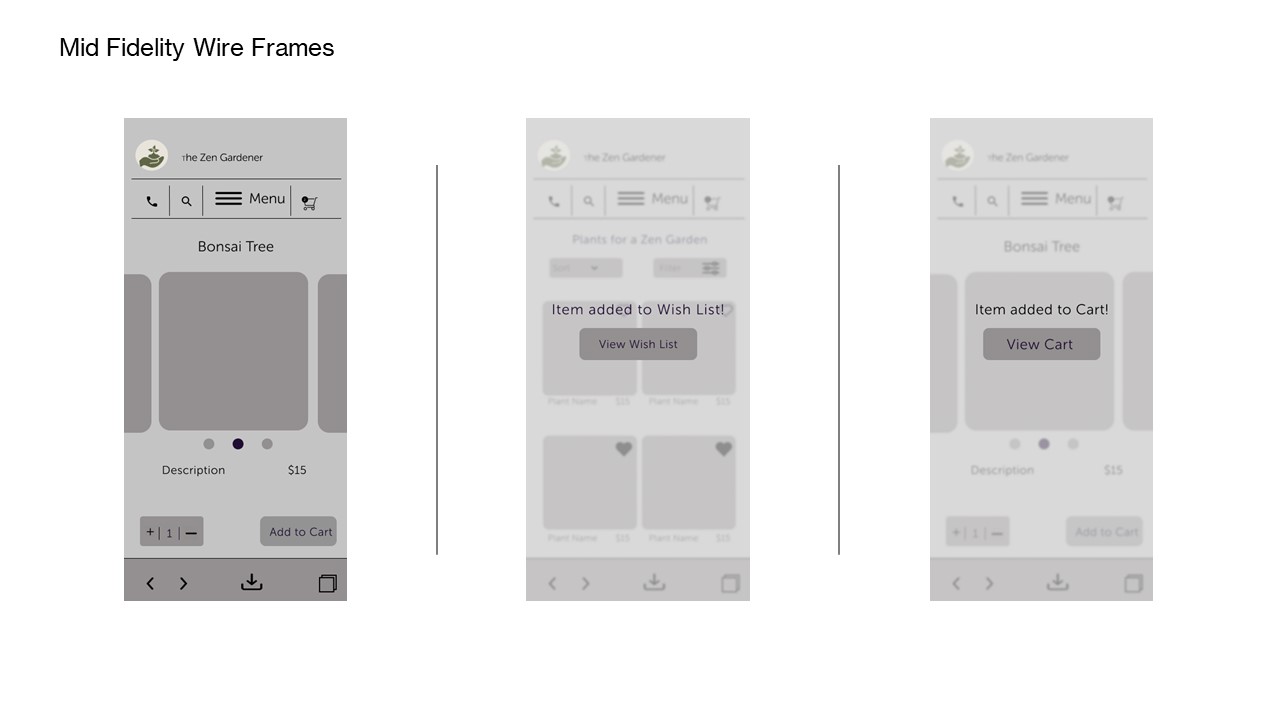 Mid Fidelity Wire Frames
The Zen Gardener
Menu
Bonsai Tree
Description $15
+ | 1 | —
Add to Cart
The Zen Gardener
Menu
Plants for a Zen Garden
Sort
Filter
Item added to Wish List!
View Wish List
Plant Name $15 Plant Name $15
Plant Name $15 Plant Name $15
The Zen Gardener
Menu
Bonsai Tree
Item added to Cart!
View Cart
Description $15
+ | 1 | —
Add to Cart